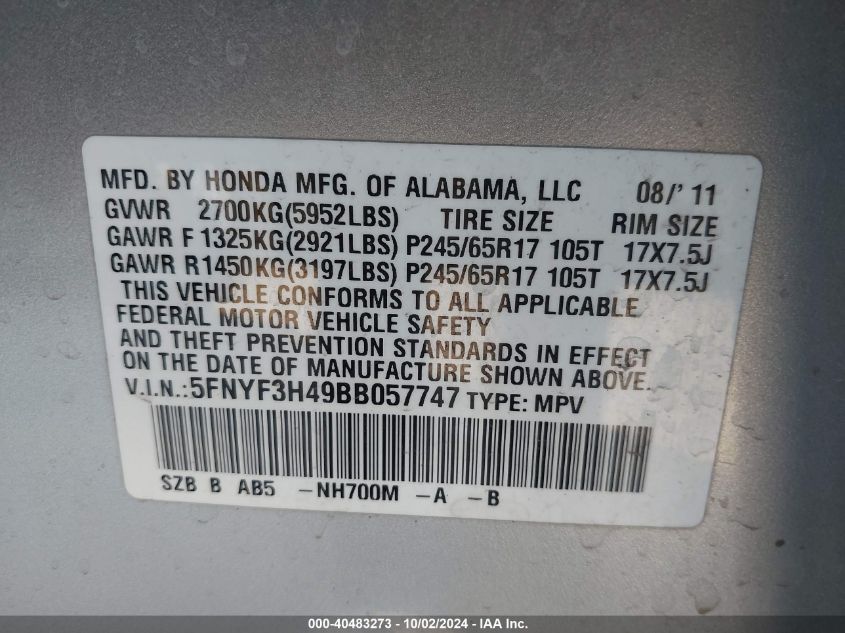 MFD. BY HONDA MFG. OF ALABAMA, LLC 08/' 11
GVWR 2700KG(5952LBS) TIRE SIZE RIM SIZE
GAWR F 1325KG(2921LBS) P245/65R17 105T 17X7.5J
GAWR R1450KG(3197LBS) P245/65R17 105T 17X7.5J
THIS VEHICLE CONFORMS TO ALL APPLICABLE
FEDERAL MOTOR VEHICLE SAFETY
AND THEFT PREVENTION STANDARDS IN EFFECT
ON THE DATE OF MANUFACTURE SHOWN ABOVE.
V.I.N.:5FNYF3H49BB057747 TYPE: MPV
SZB B AB5 -NH700M -A -B
000-40483273 - 10/02/2024 - © IAA Inc.